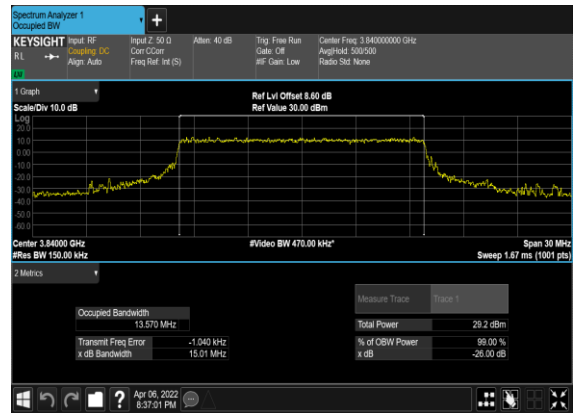 Spectrum Analyzer 1
Occupied BW
+
KEYSIGHT Input: RF Input Z: 50 Ω Atten: 40 dB Trig: Free Run Center Freq: 3.840000000 GHz
RL Coupling: DC Corr CCorr Gate: Off Avg|Hold: 500/500
Align: Auto Freq Ref: Int (S) #IF Gain: Low Radio Std: None
1 Graph Ref Lvl Offset 8.60 dB
Scale/Div 10.0 dB Ref Value 30.00 dBm
Log
20.0
10.0
0.00
-10.0
-20.0
-30.0
-40.0
-50.0
-60.0
Center 3.84000 GHz #Video BW 470.00 kHz* Span 30 MHz
#Res BW 150.00 kHz Sweep 1.67 ms (1001 pts)
2 Metrics
Measure Trace Trace 1
Occupied Bandwidth
13.570 MHz Total Power 29.2 dBm
Transmit Freq Error -1.040 kHz % of OBW Power 99.00 %
x dB Bandwidth 15.01 MHz x dB -26.00 dB
? Apr 06, 2022
8:37:01 PM